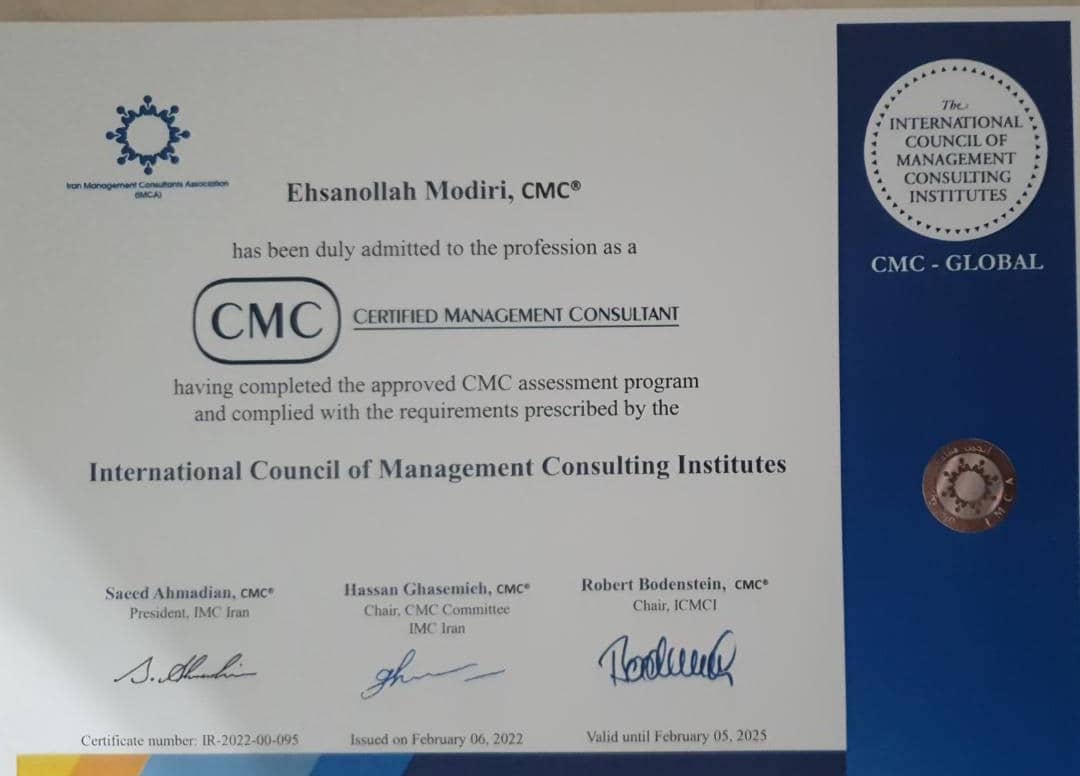 Iran Management Consultants Association
(IMCA)
Ehsanollah Modiri, CMC®
has been duly admitted to the profession as a
CMC CERTIFIED MANAGEMENT CONSULTANT
having completed the approved CMC assessment program
and complied with the requirements prescribed by the
International Council of Management Consulting Institutes
Saeed Ahmadian, CMC®
President, IMC Iran
Hassan Ghasemieh, CMC®
Chair, CMC Committee
IMC Iran
Robert Bodenstein, CMC®
Chair, ICMCI
Certificate number: IR-2022-00-095
Issued on February 06, 2022
Valid until February 05, 2025
The
INTERNATIONAL
COUNCIL OF
MANAGEMENT
CONSULTING
INSTITUTES
CMC - GLOBAL